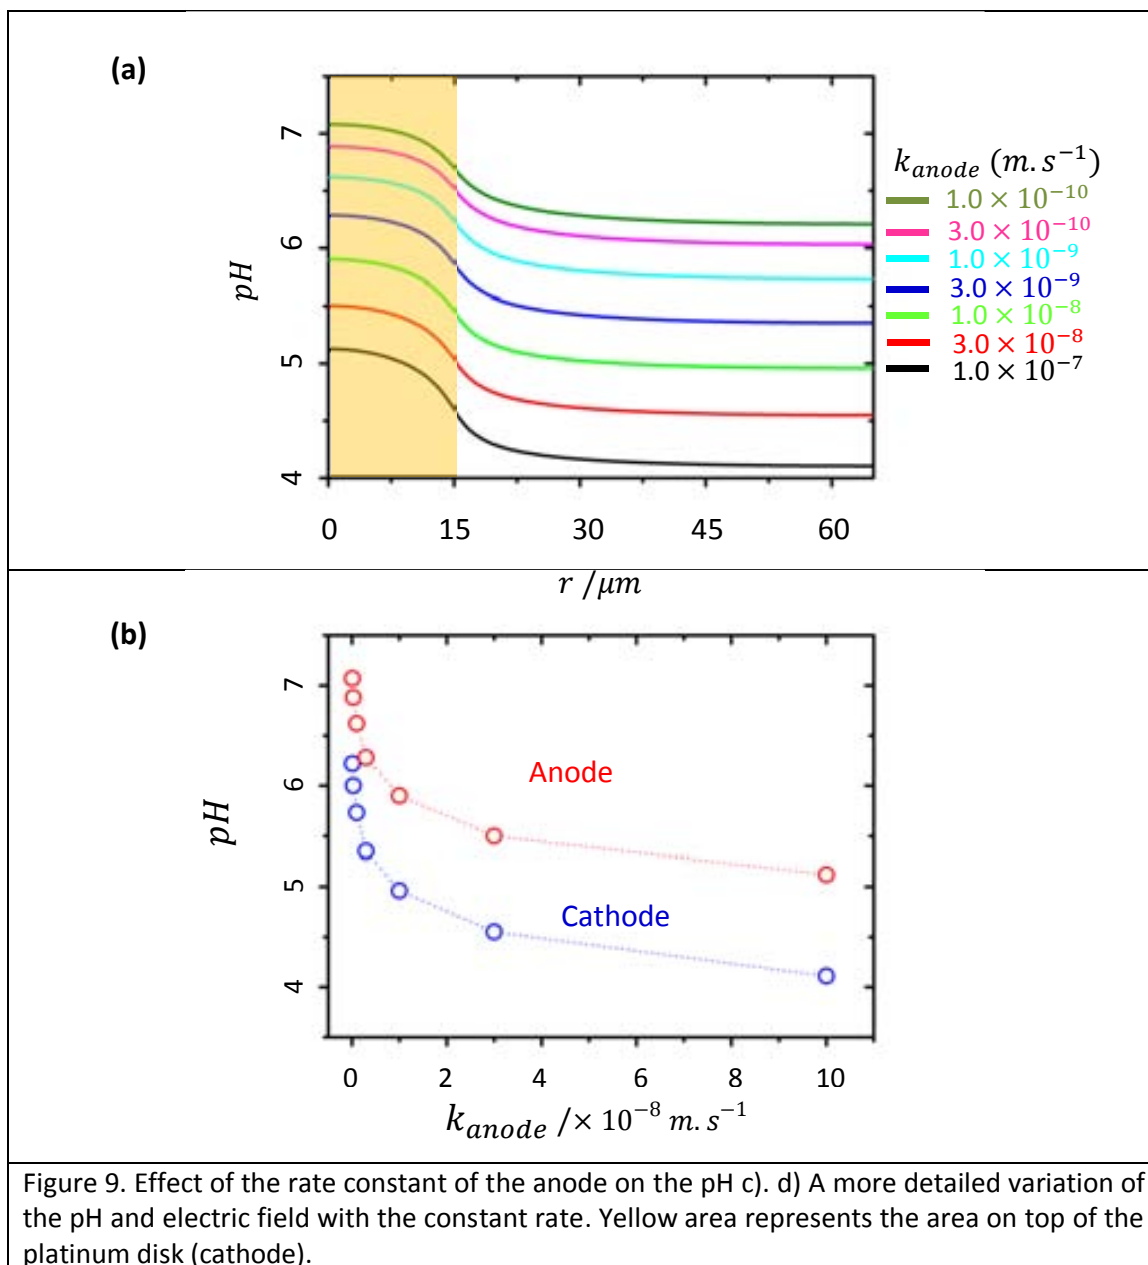 (a)
7
6
5
4
pH
0 15 30 45 60
r /μm
k_anode (m.s⁻¹)
1.0 × 10⁻¹⁰
3.0 × 10⁻¹⁰
1.0 × 10⁻⁹
3.0 × 10⁻⁹
1.0 × 10⁻⁸
3.0 × 10⁻⁸
1.0 × 10⁻⁷
(b)
7
6
5
4
pH
Anode
Cathode
0 2 4 6 8 10
k_anode /× 10⁻⁸ m.s⁻¹
Figure 9. Effect of the rate constant of the anode on the pH c). d) A more detailed variation of
the pH and electric field with the constant rate. Yellow area represents the area on top of the
platinum disk (cathode).